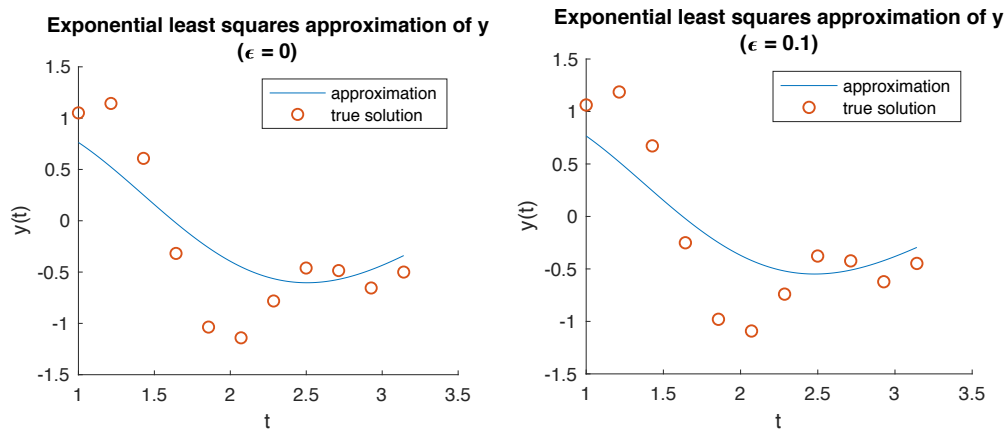 Exponential least squares approximation of y
(ϵ = 0)
1.5
1
0.5
0
-0.5
-1
-1.5
y(t)
approximation
true solution
1
1.5
2
2.5
3
3.5
t
Exponential least squares approximation of y
(ϵ = 0.1)
1.5
1
0.5
0
-0.5
-1
-1.5
y(t)
approximation
true solution
1
1.5
2
2.5
3
3.5
t